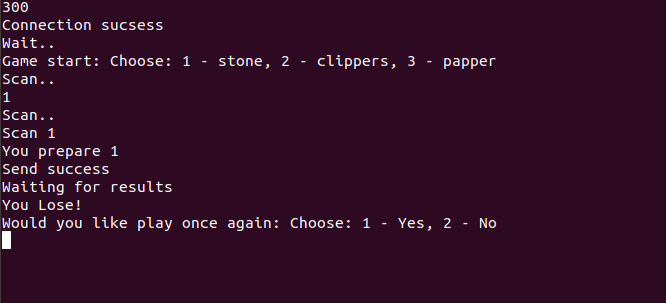 300
Connection sucsess
Wait..
Game start: Choose: 1 - stone, 2 - clippers, 3 - papper
Scan..
1
Scan..
Scan 1
You prepare 1
Send success
Waiting for results
You Lose!
Would you like play once again: Choose: 1 - Yes, 2 - No